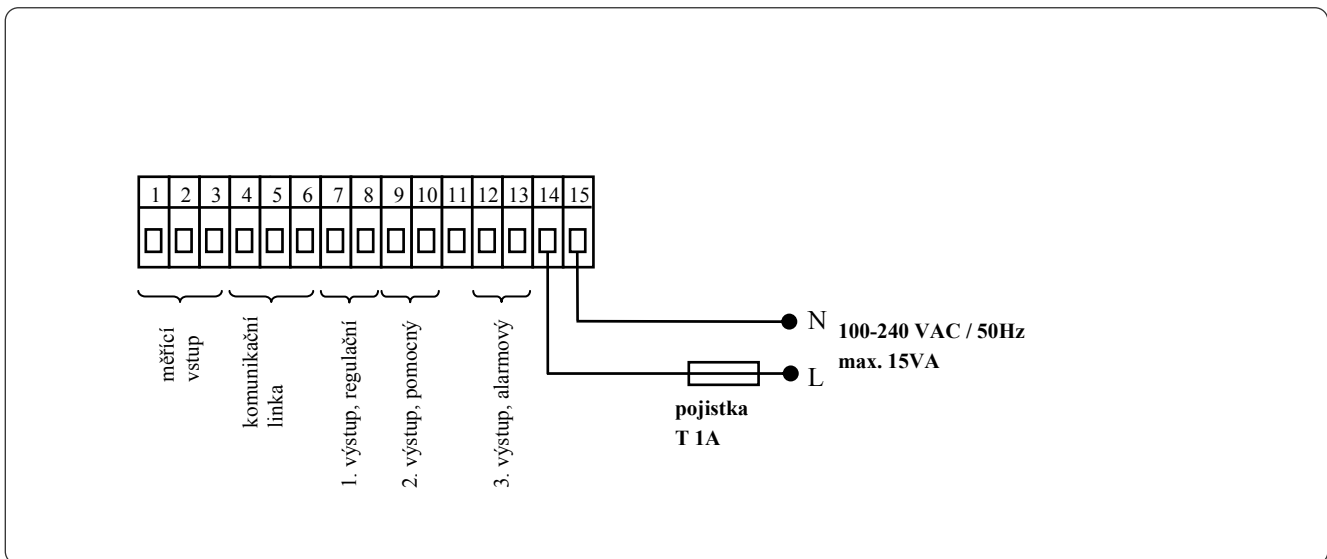 1 2 3 4 5 6 7 8 9 10 11 12 13 14 15
měřící
vstup
komunikační
linka
1. výstup, regulační
2. výstup, pomocný
3. výstup, alarmový
N
100-240 VAC / 50Hz
max. 15VA
L
pojistka
T 1A